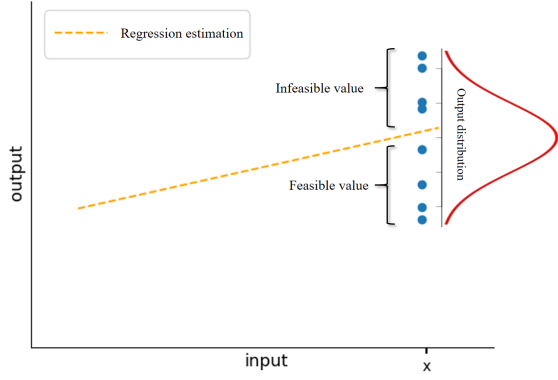 Regression estimation
Infeasible value
Output distribution
Feasible value
output
input
x